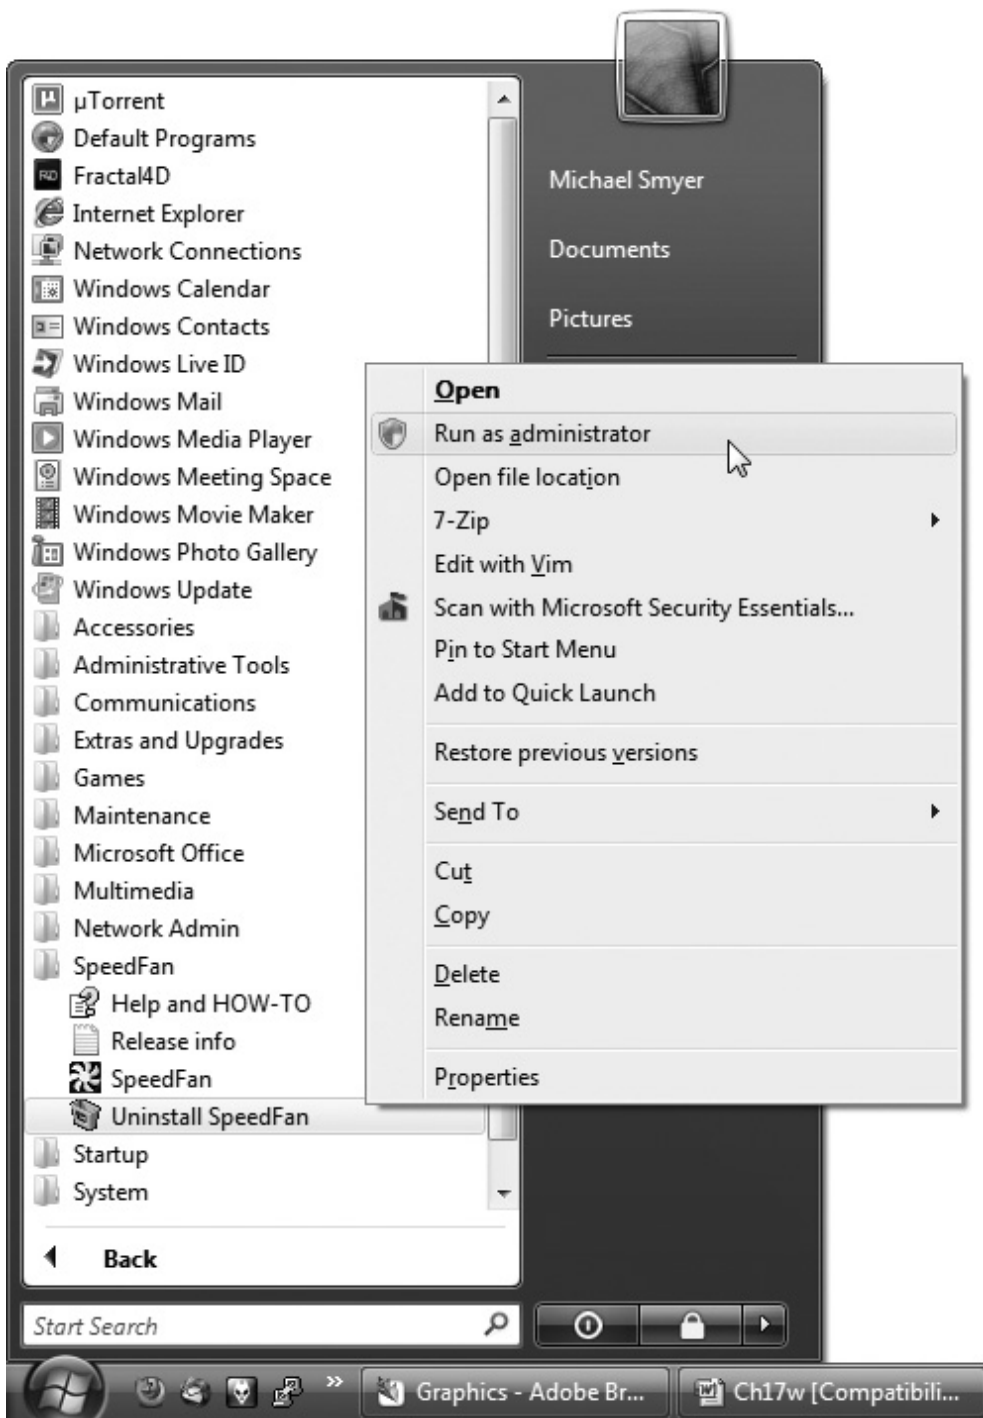 µTorrent
Default Programs
Fractal4D
Internet Explorer
Network Connections
Windows Calendar
Windows Contacts
Windows Live ID
Windows Mail
Windows Media Player
Windows Meeting Space
Windows Movie Maker
Windows Photo Gallery
Windows Update
Accessories
Administrative Tools
Communications
Extras and Upgrades
Games
Maintenance
Microsoft Office
Multimedia
Network Admin
SpeedFan
Help and HOW-TO
Release info
SpeedFan
Uninstall SpeedFan
Startup
System
Back
Start Search
Michael Smyer
Documents
Pictures
Open
Run as administrator
Open file location
7-Zip
Edit with Vim
Scan with Microsoft Security Essentials...
Pin to Start Menu
Add to Quick Launch
Restore previous versions
Send To
Cut
Copy
Delete
Rename
Properties
Graphics - Adobe Br...
Ch17w [Compatibili...